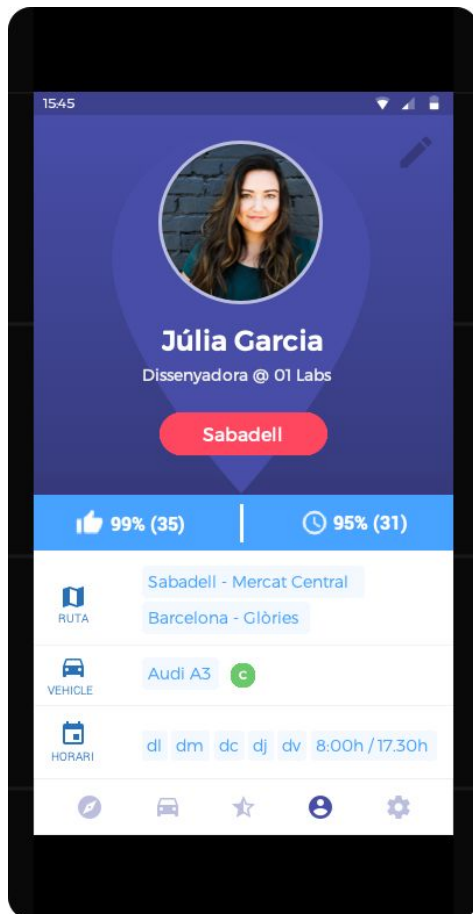 15:45
Júlia Garcia
Dissenyadora @ 01 Labs
Sabadell
99% (35) 95% (31)
Sabadell - Mercat Central
Barcelona - Glòries
RUTA
Audi A3 C
VEHICLE
dl dm dc dj dv 8:00h / 17.30h
HORARI